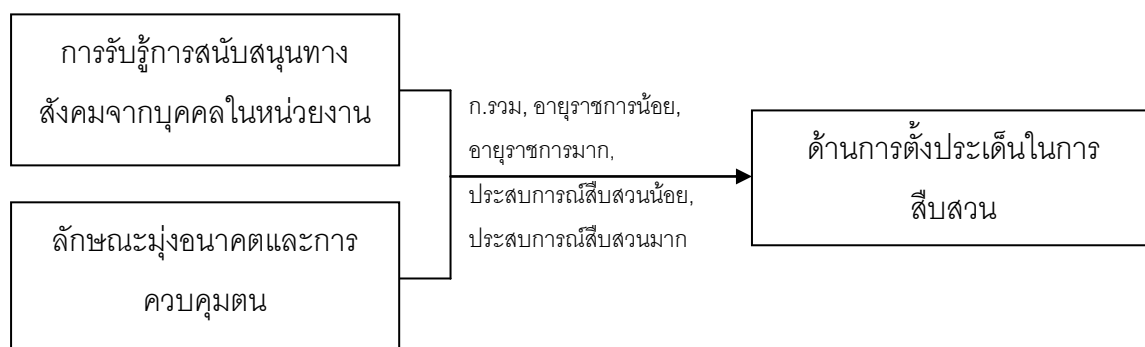 การรับรู้การสนับสนุนทาง
สังคมจากบุคคลในหน่วยงาน
ลักษณะมุ่งอนาคตและการ
ควบคุมตน
ก.รวม, อายุราชการน้อย,
อายุราชการมาก,
ประสบการณ์สืบสวนน้อย,
ประสบการณ์สืบสวนมาก
ด้านการตั้งประเด็นในการ
สืบสวน